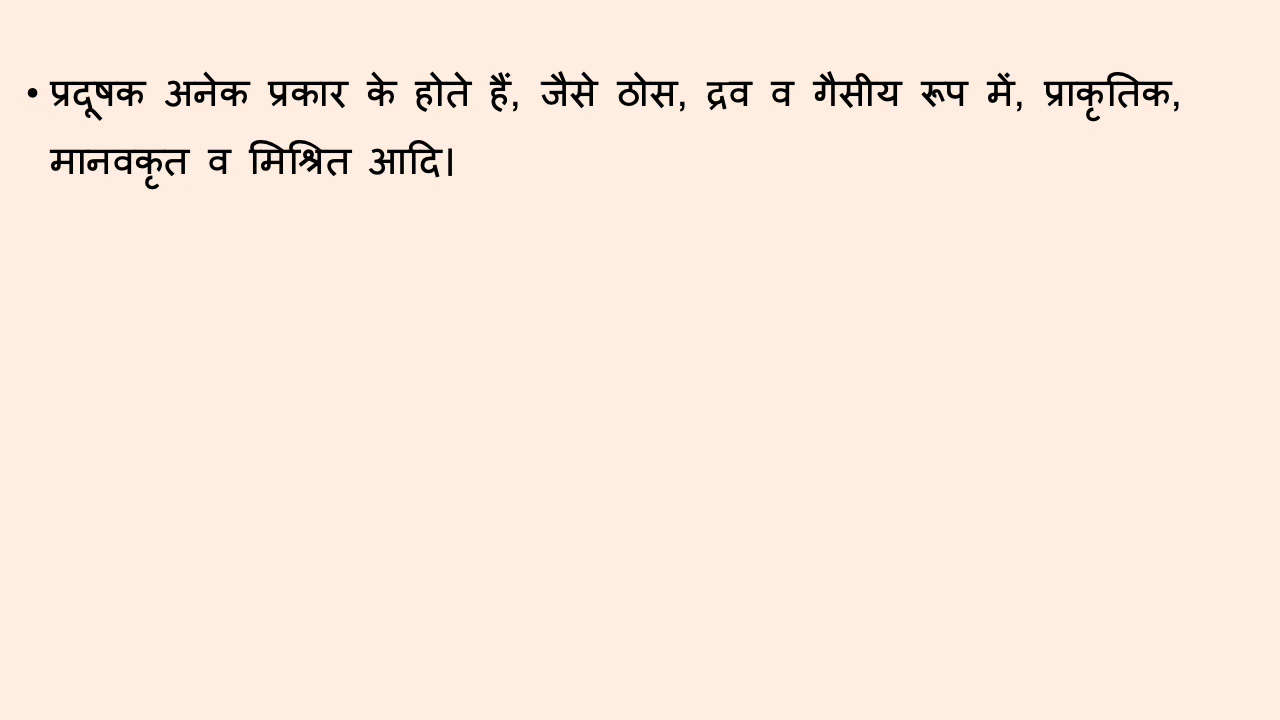 • प्रदूषक अनेक प्रकार के होते हैं, जैसे ठोस, द्रव व गैसीय रूप में, प्राकृतिक,
मानवकृत व मिश्रित आदि।